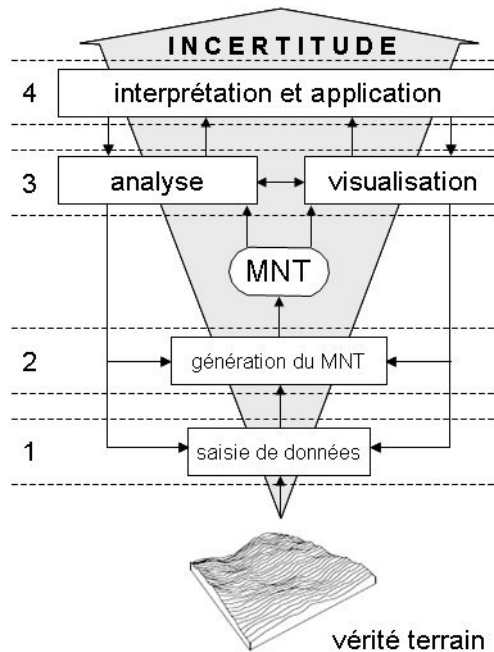 INCERTITUDE
4 interprétation et application
3 analyse visualisation
MNT
2 génération du MNT
1 saisie de données
vérité terrain